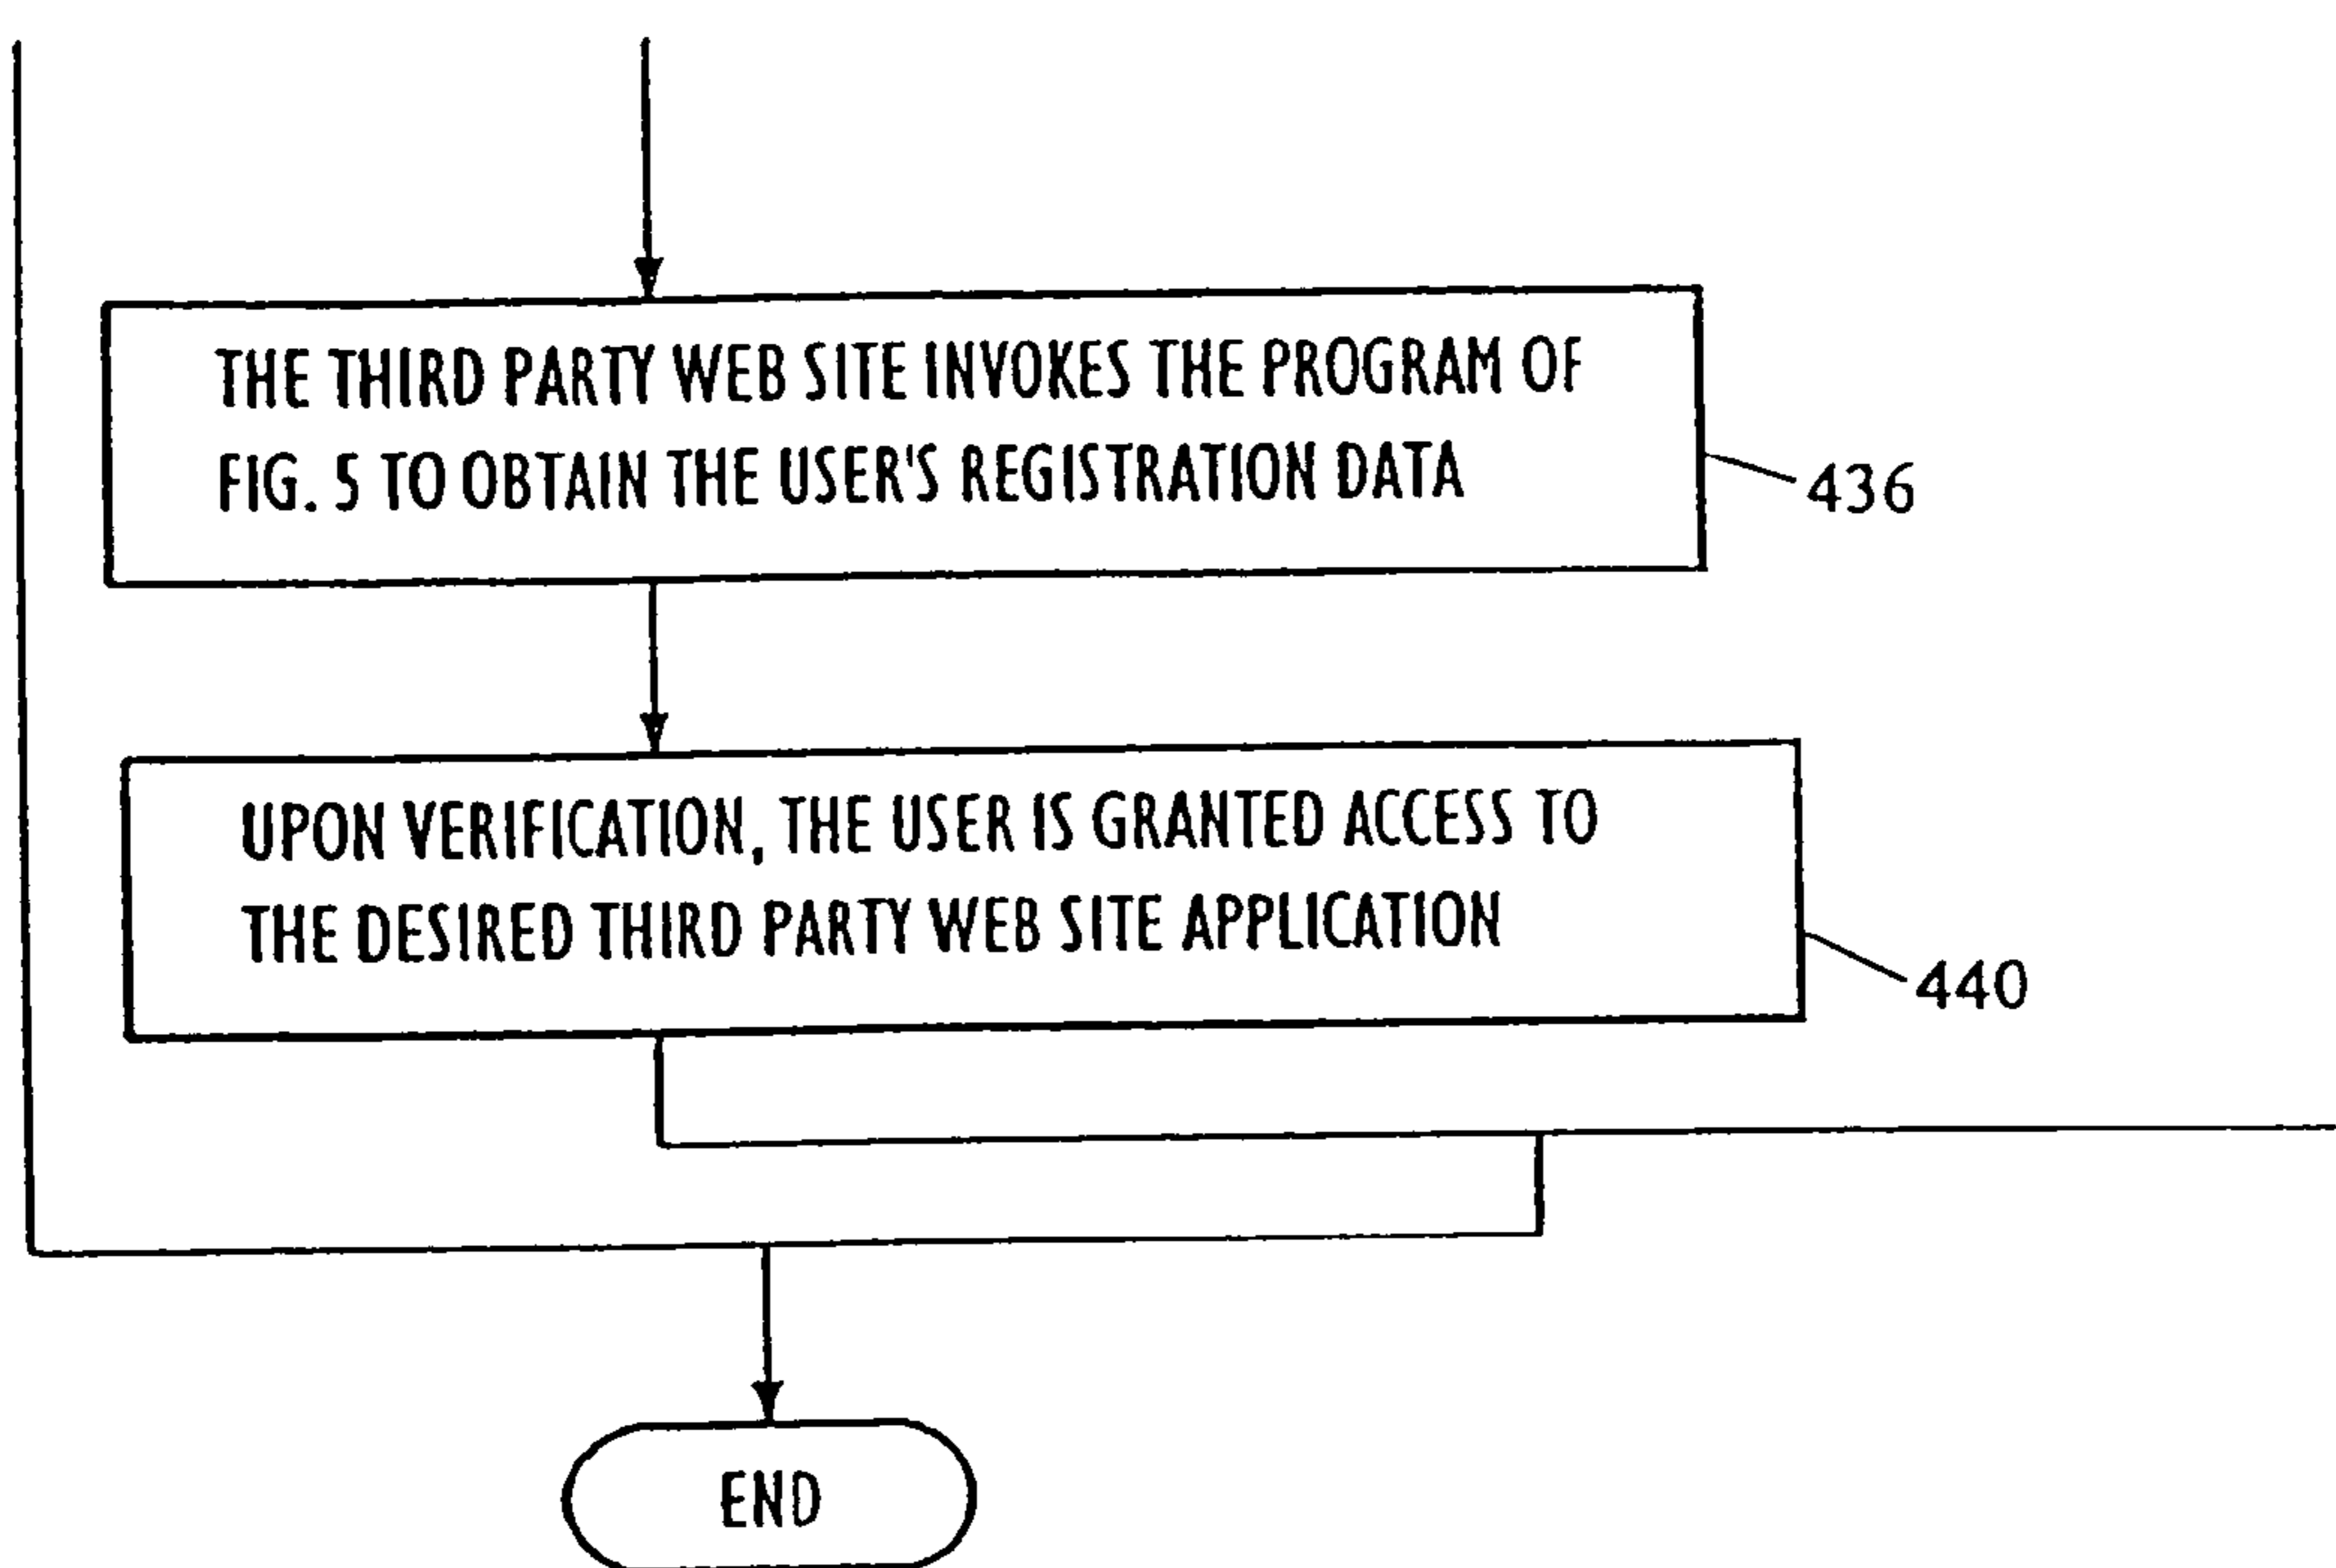 THE THIRD PARTY WEB SITE INVOKES THE PROGRAM OF
FIG. 5 TO OBTAIN THE USER'S REGISTRATION DATA
436
UPON VERIFICATION, THE USER IS GRANTED ACCESS TO
THE DESIRED THIRD PARTY WEB SITE APPLICATION
440
END